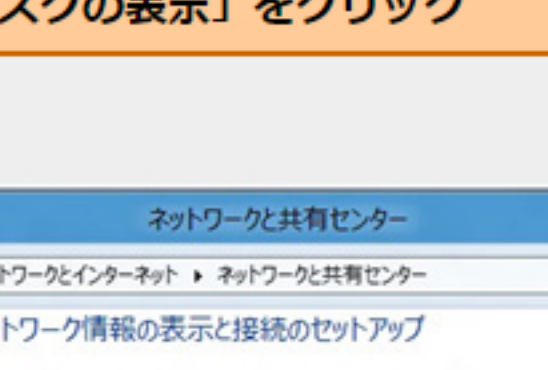 スクの表示」をクリック
ネットワークと共有センター
トワークとインターネット ▸ ネットワークと共有センター
トワーク情報の表示と接続のセットアップ